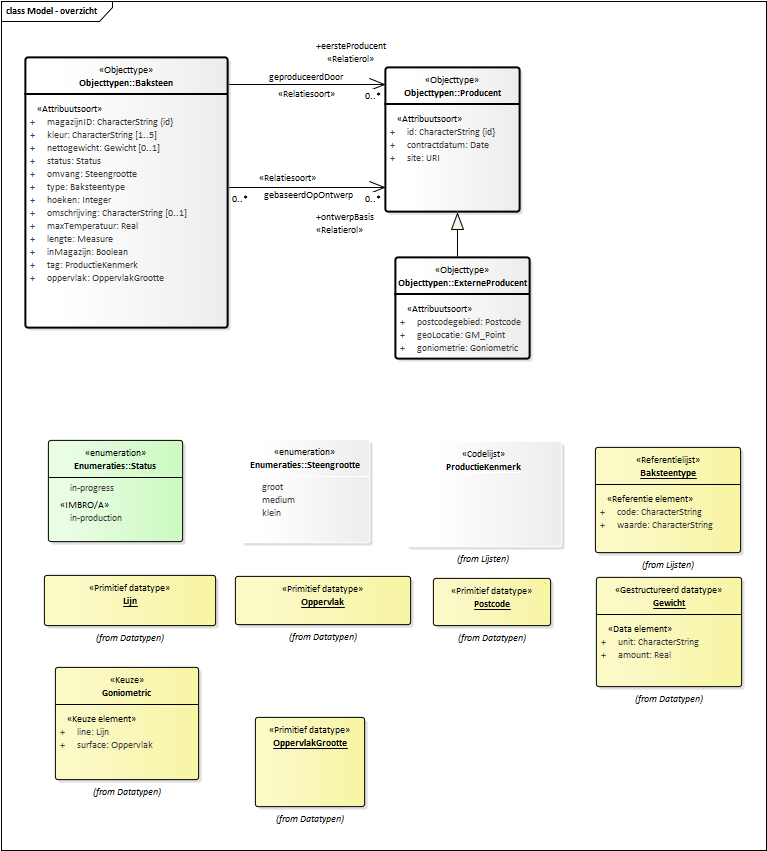 class Model - overzicht
«Objecttype»
Objecttypen::Baksteen
«Attribuutsoort»
+ magazijnID: CharacterString {id}
+ kleur: CharacterString [1..5]
+ nettogewicht: Gewicht [0..1]
+ status: Status
+ omvang: Steengrootte
+ type: Baksteentype
+ hoeken: Integer
+ omschrijving: CharacterString [0..1]
+ maxTemperatuur: Real
+ lengte: Measure
+ inMagazijn: Boolean
+ tag: ProductieKenmerk
+ oppervlak: OppervlakGrootte
+eersteProducent
«Relatierol»
geproduceerdDoor
«Relatiesoort»
0..*
«Relatiesoort»
gebaseerdOpOntwerp
0..*
0..*
+ontwerpBasis
«Relatierol»
«Objecttype»
Objecttypen::Producent
«Attribuutsoort»
+ id: CharacterString {id}
+ contractdatum: Date
+ site: URI
«Objecttype»
Objecttypen::ExterneProducent
«Attribuutsoort»
+ postcodegebied: Postcode
+ geoLocatie: GM_Point
+ goniometrie: Goniometric
«enumeration»
Enumeraties::Status
in-progress
«IMBRO/A»
in-production
«enumeration»
Enumeraties::Steengrootte
groot
medium
klein
«Codelijst»
ProductieKenmerk
(from Lijsten)
«Referentielijst»
Baksteentype
«Referentie element»
+ code: CharacterString
+ waarde: CharacterString
(from Lijsten)
«Primitief datatype»
Lijn
(from Datatypen)
«Primitief datatype»
Oppervlak
(from Datatypen)
«Primitief datatype»
Postcode
(from Datatypen)
«Gestructureerd datatype»
Gewicht
«Data element»
+ unit: CharacterString
+ amount: Real
(from Datatypen)
«Keuze»
Goniometric
«Keuze element»
+ line: Lijn
+ surface: Oppervlak
(from Datatypen)
«Primitief datatype»
OppervlakGrootte
(from Datatypen)